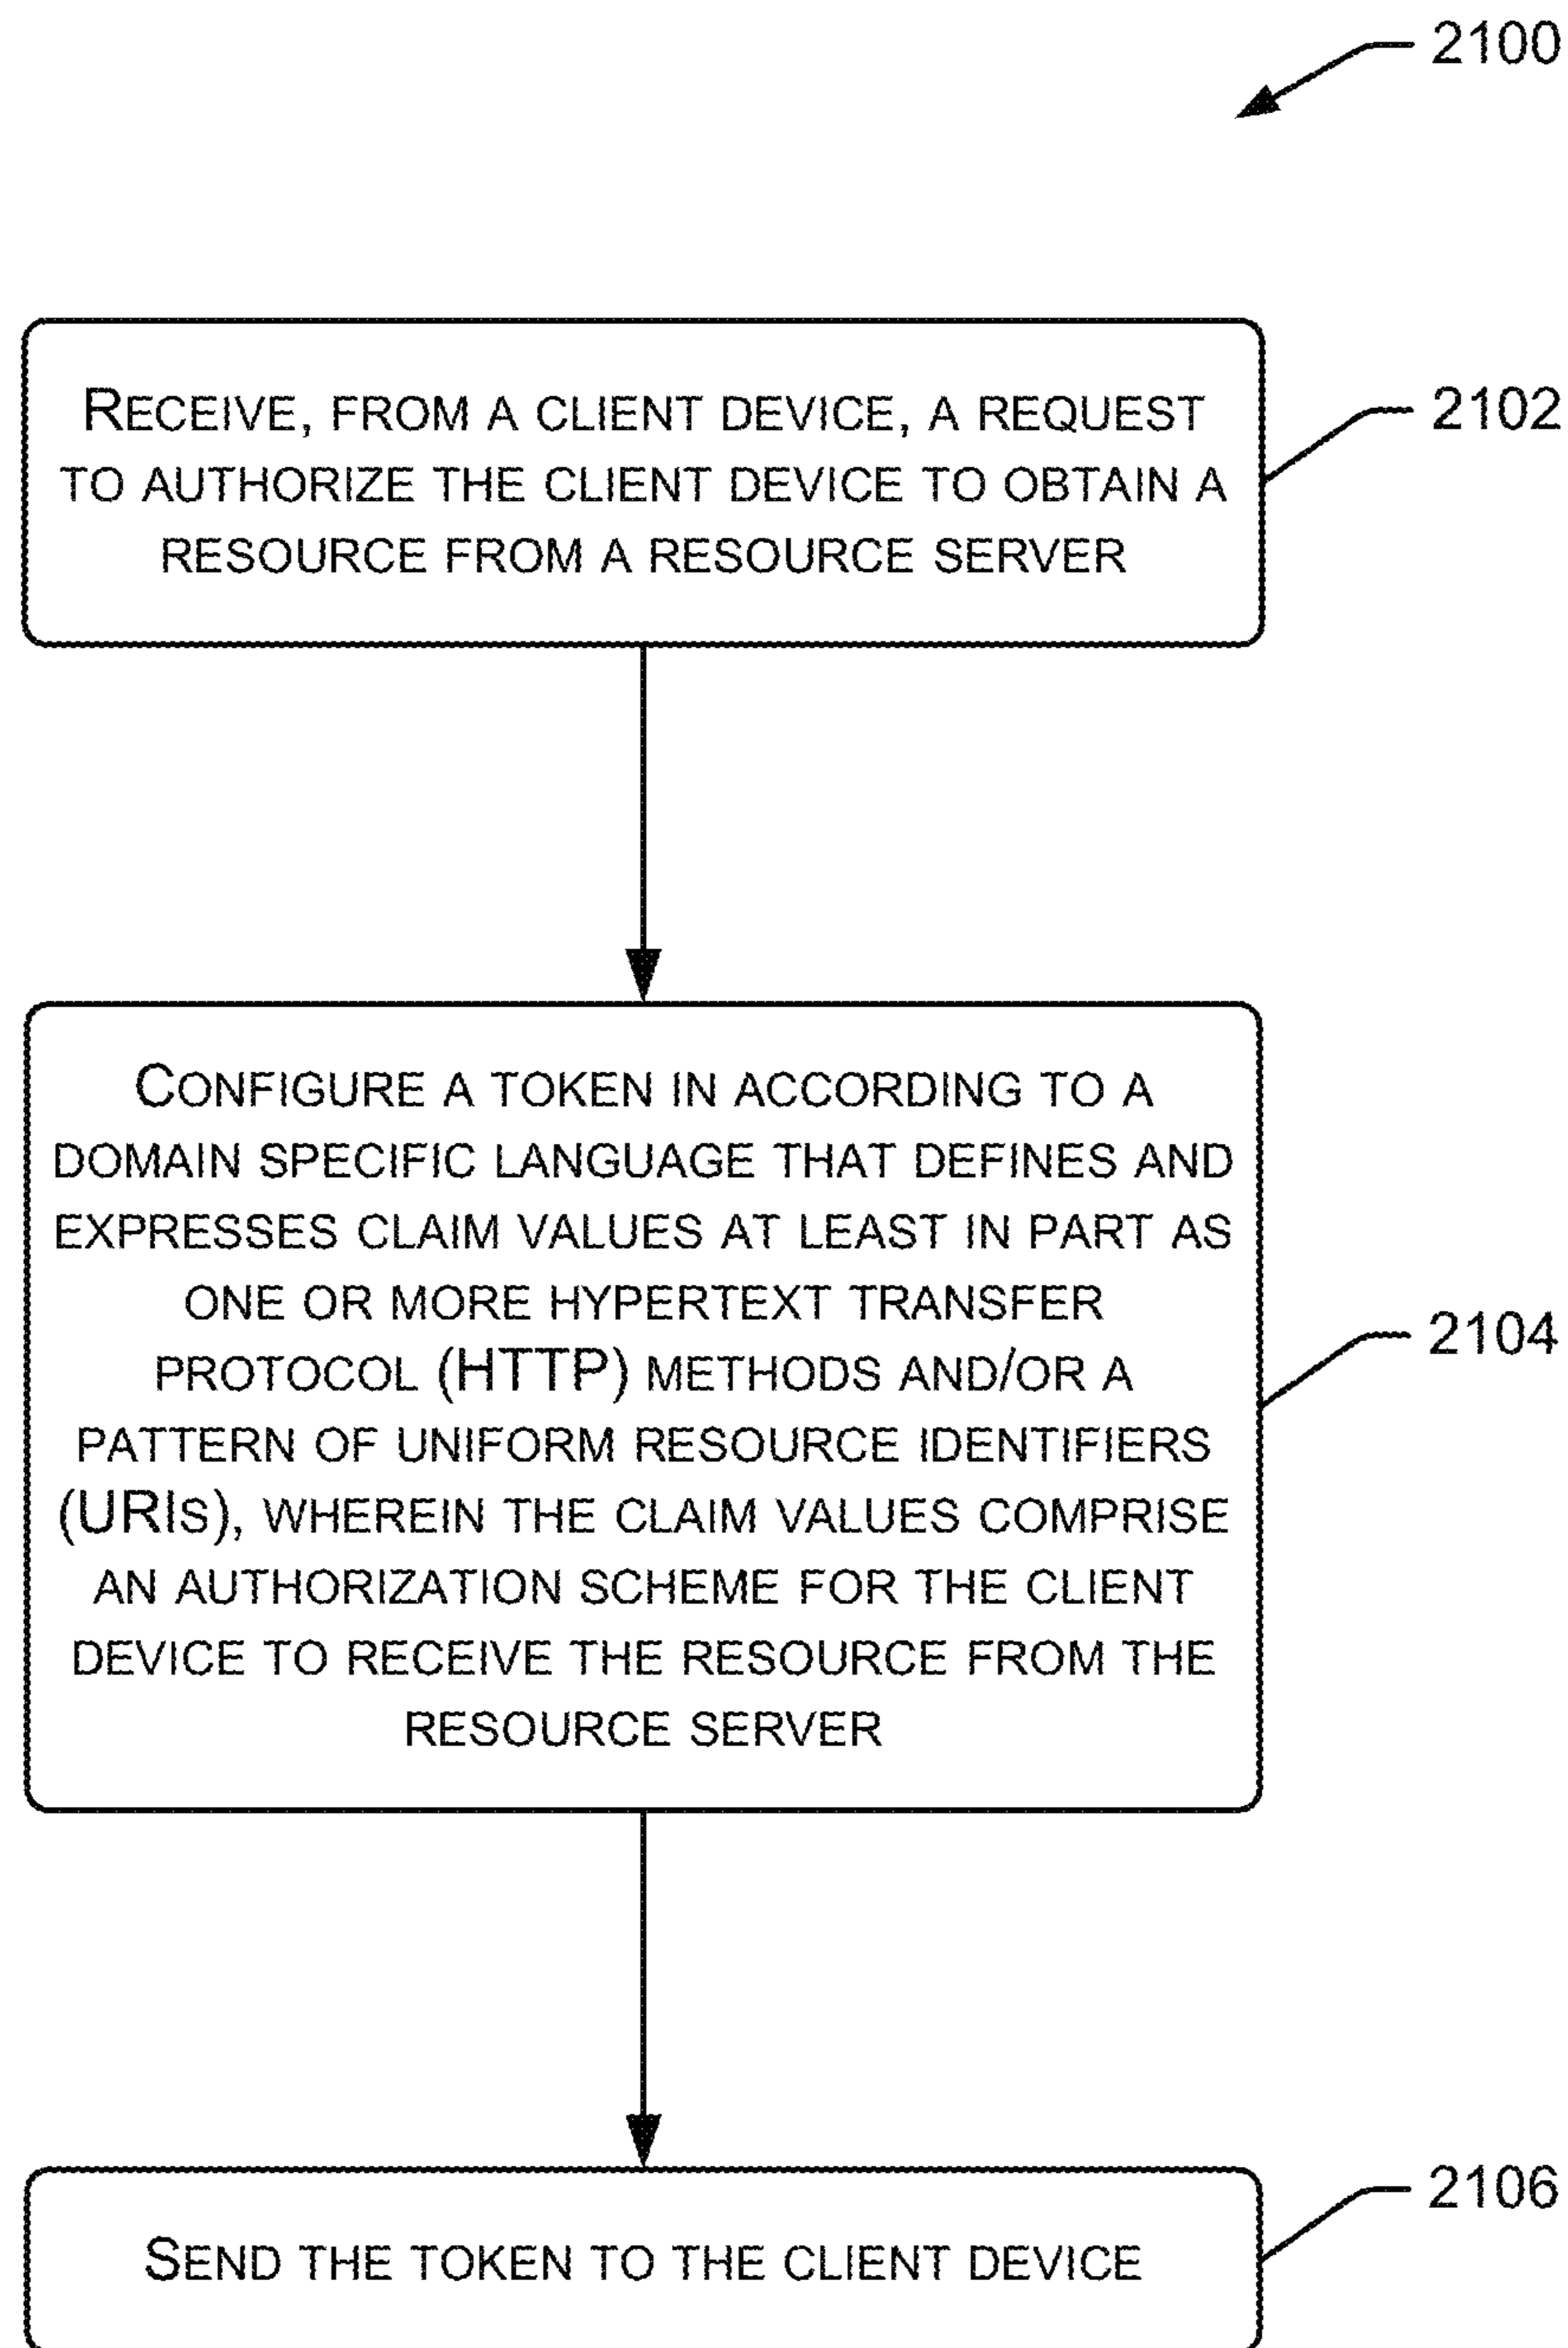 2100
RECEIVE, FROM A CLIENT DEVICE, A REQUEST
TO AUTHORIZE THE CLIENT DEVICE TO OBTAIN A
RESOURCE FROM A RESOURCE SERVER
2102
CONFIGURE A TOKEN IN ACCORDING TO A
DOMAIN SPECIFIC LANGUAGE THAT DEFINES AND
EXPRESSES CLAIM VALUES AT LEAST IN PART AS
ONE OR MORE HYPERTEXT TRANSFER
PROTOCOL (HTTP) METHODS AND/OR A
PATTERN OF UNIFORM RESOURCE IDENTIFIERS
(URIS), WHEREIN THE CLAIM VALUES COMPRISE
AN AUTHORIZATION SCHEME FOR THE CLIENT
DEVICE TO RECEIVE THE RESOURCE FROM THE
RESOURCE SERVER
2104
SEND THE TOKEN TO THE CLIENT DEVICE
2106